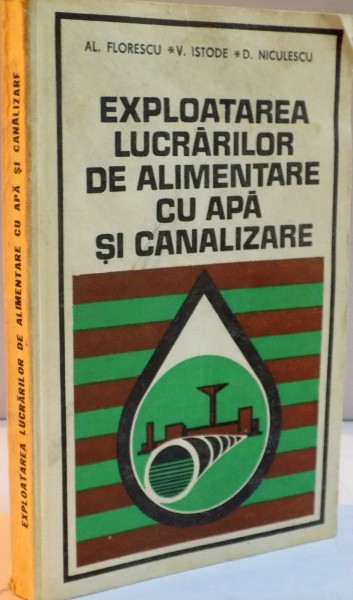 AL. FLORESCU * V. ISTODE * D. NICULESCU
EXPLOATAREA
LUCRĂRILOR
DE ALIMENTARE
CU APĂ
ȘI CANALIZARE
EXPLOATAREA LUCRĂRILOR DE ALIMENTARE CU APĂ ȘI CANALIZARE